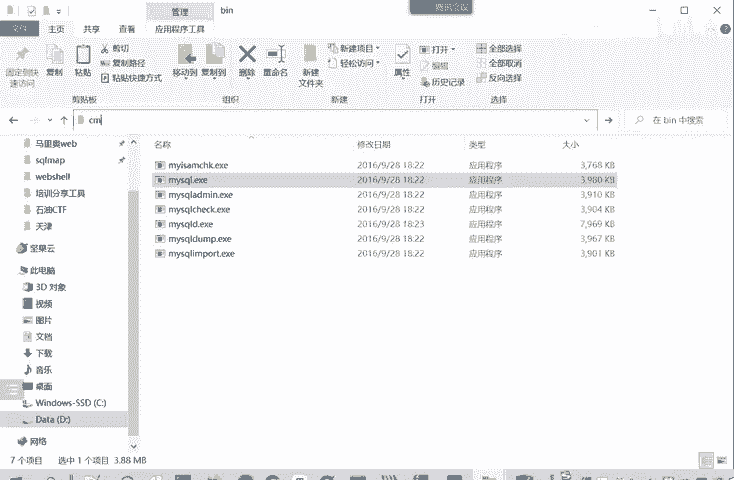 管理 bin 腾讯会议
文件 主页 共享 查看 应用程序工具
固定到快速访问 复制 粘贴 剪切 复制路径 粘贴快捷方式
移动到 复制到 删除 重命名 新建文件夹
新建项目 轻松访问 属性 打开 编辑 历史记录
全部选择 全部取消 反向选择
剪贴板 组织 新建 打开 选择
cm 在 bin 中搜索
名称 修改日期 类型 大小
马里奥web
sqlmap
webshell
培训分享工具
石油CTF
天津
坚果云
此电脑
3D 对象
视频
图片
文档
下载
音乐
桌面
Windows-SSD (C:)
Data (D:)
网络
myisamchk.exe 2016/9/28 18:22 应用程序 3,768 KB
mysql.exe 2016/9/28 18:22 应用程序 3,980 KB
mysqladmin.exe 2016/9/28 18:22 应用程序 3,910 KB
mysqlcheck.exe 2016/9/28 18:22 应用程序 3,904 KB
mysqld.exe 2016/9/28 18:23 应用程序 7,969 KB
mysqldump.exe 2016/9/28 18:22 应用程序 3,967 KB
mysqlimport.exe 2016/9/28 18:22 应用程序 3,901 KB
7 个项目 选中 1 个项目 3.88 MB